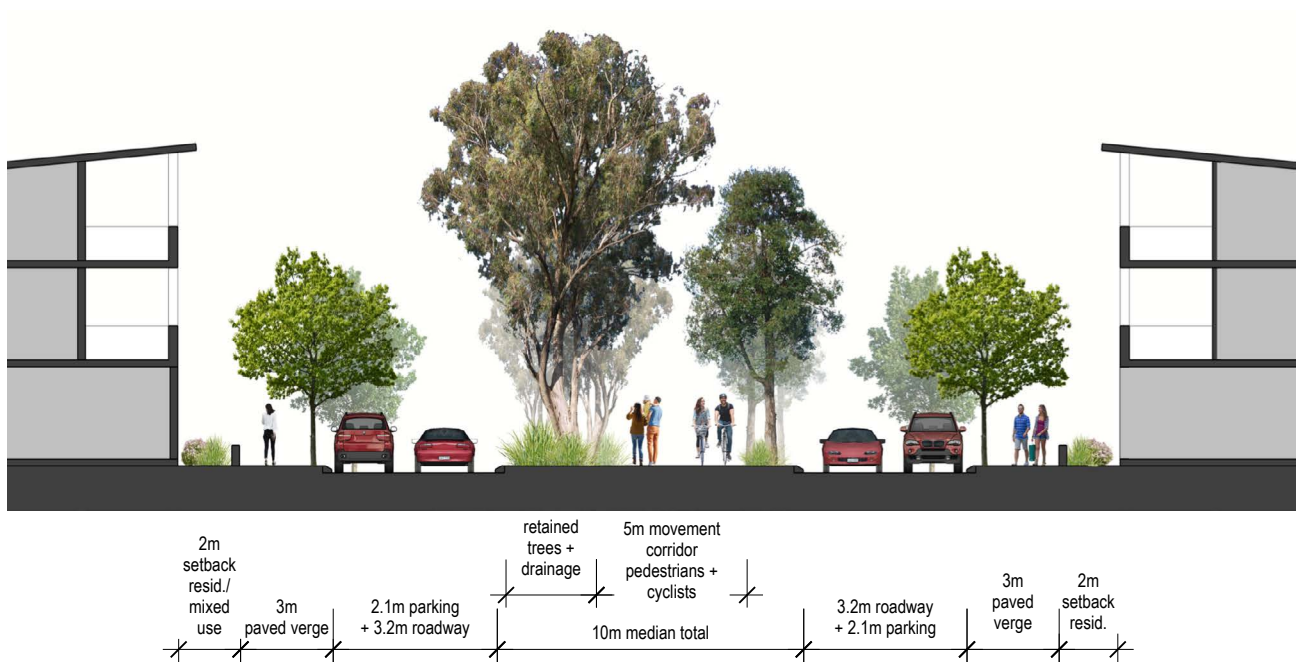 2m
setback
resid./
mixed
use
3m
paved verge
2.1m parking
+ 3.2m roadway
retained
trees +
drainage
5m movement
corridor
pedestrians +
cyclists
10m median total
3.2m roadway
+ 2.1m parking
3m
paved
verge
2m
setback
resid.